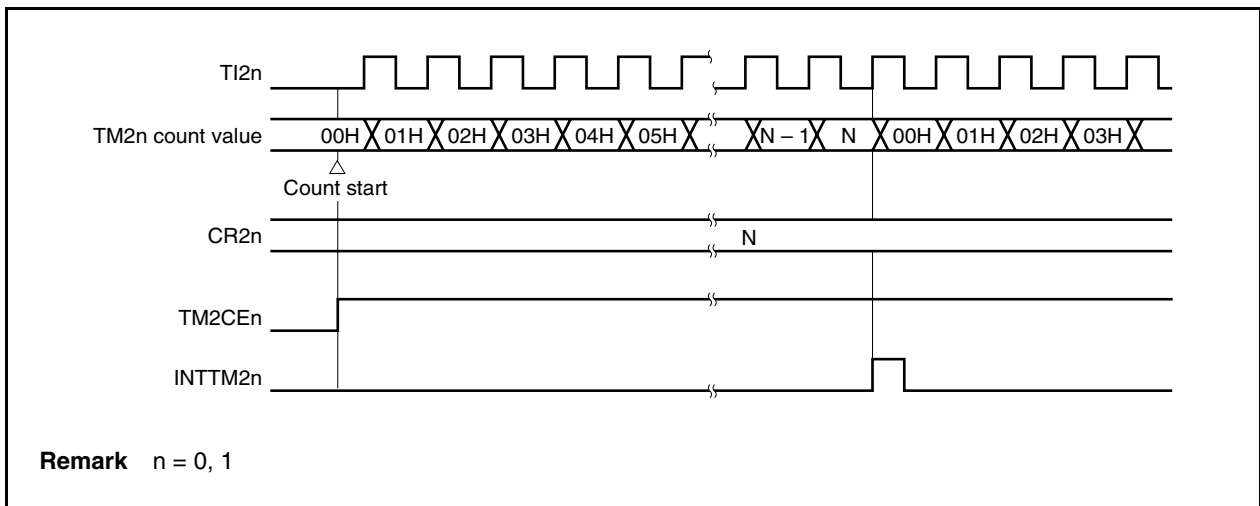 TI2n
TM2n count value 00H 01H 02H 03H 04H 05H N – 1 N 00H 01H 02H 03H
Count start
CR2n N
TM2CEn
INTTM2n
Remark n = 0, 1